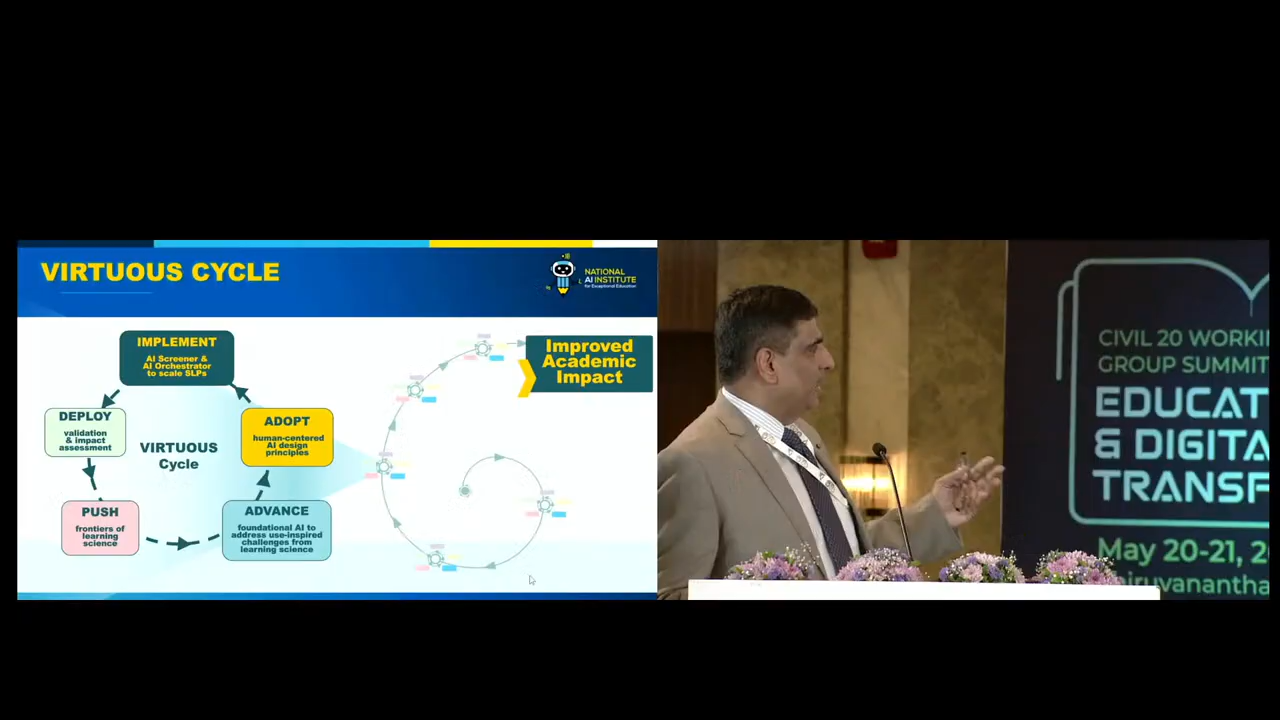 VIRTUOUS CYCLE
NATIONAL
AI INSTITUTE
for Exceptional Education
IMPLEMENT
AI Screener &
AI Orchestrator
to scale SLPs
DEPLOY
validation
& impact
assessment
VIRTUOUS
Cycle
ADOPT
human-centered
AI design
principles
PUSH
frontiers of
learning
science
ADVANCE
foundational AI to
address use-inspired
challenges from
learning science
Improved
Academic
Impact
CIVIL 20 WORKI
GROUP SUMMIT
EDUCAT
& DIGITA
TRANSF
May 20-21, 2
iruvanantha